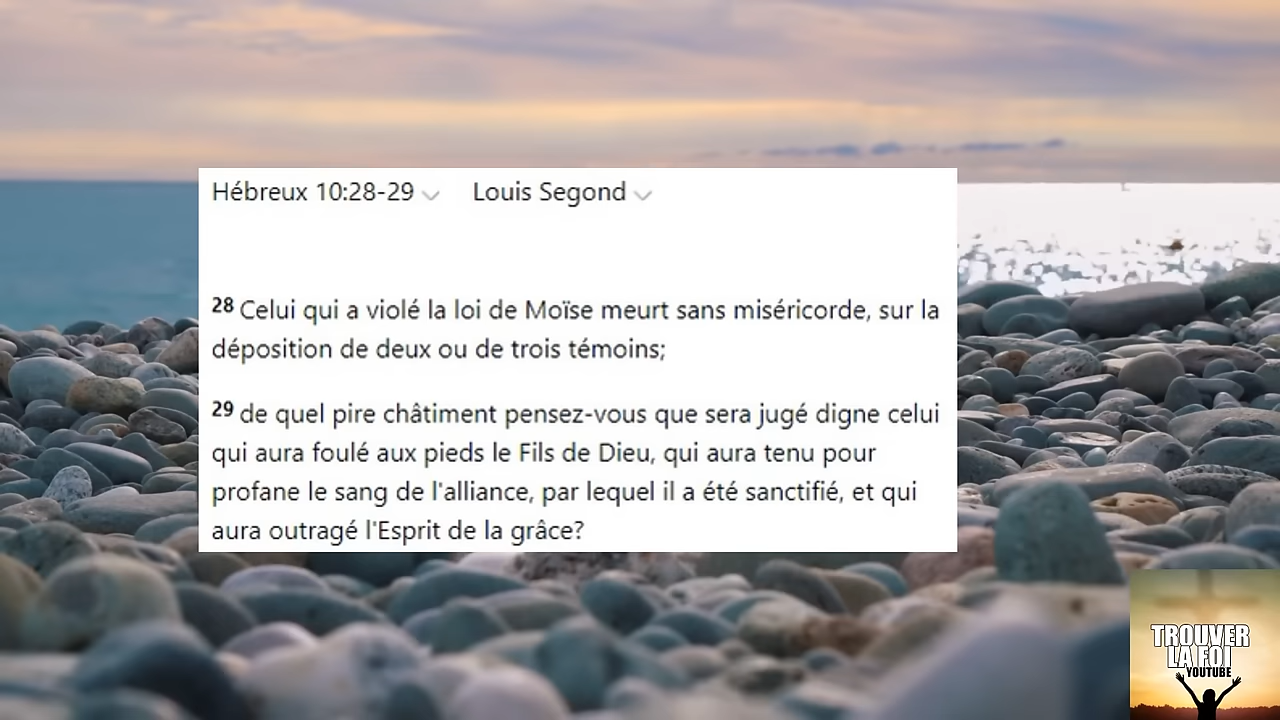 Hébreux 10:28-29 Louis Segond
28 Celui qui a violé la loi de Moïse meurt sans miséricorde, sur la
déposition de deux ou de trois témoins;
29 de quel pire châtiment pensez-vous que sera jugé digne celui
qui aura foulé aux pieds le Fils de Dieu, qui aura tenu pour
profane le sang de l'alliance, par lequel il a été sanctifié, et qui
aura outragé l'Esprit de la grâce?
TROUVER
LA FOI
YOUTUBE